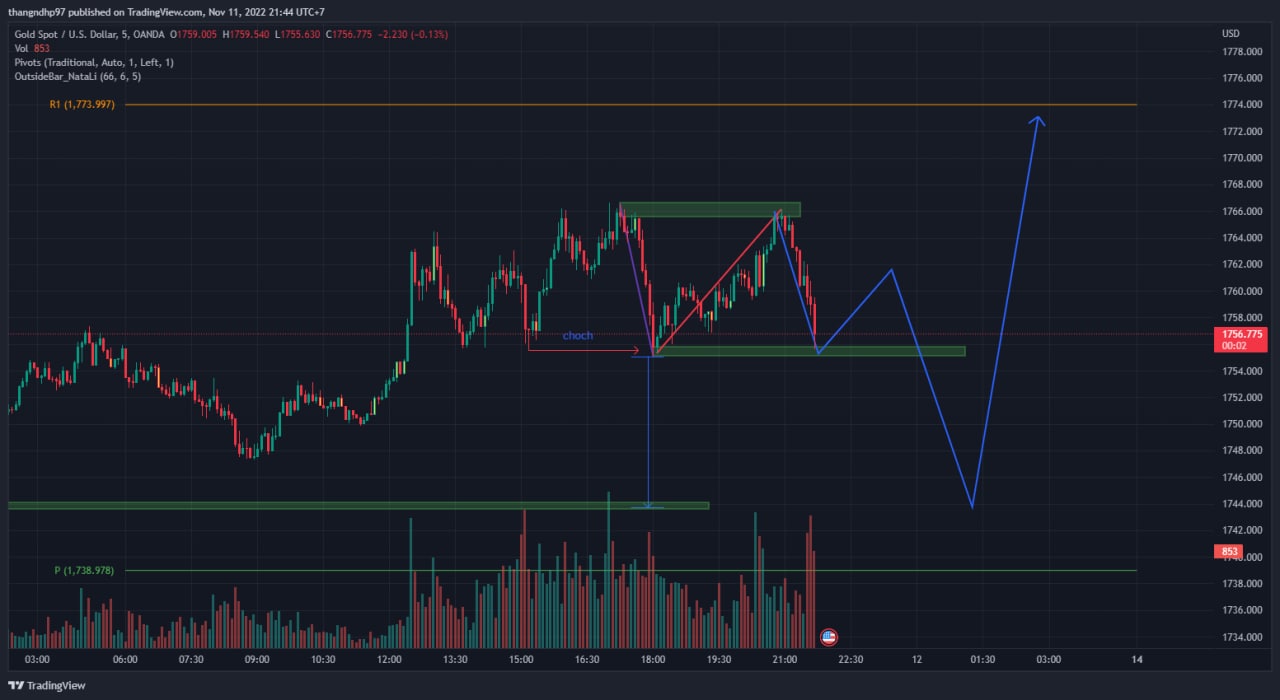 thangndhp97 published on TradingView.com, Nov 11, 2022 21:44 UTC+7
Gold Spot / U.S. Dollar, 5, OANDA O1759.005 H1759.540 L1755.630 C1756.775 -2.230 (-0.13%)
Vol 853
Pivots (Traditional, Auto, 1, Left, 1)
OutsideBar_NataLi (66, 6, 5)
USD
1778.000
1776.000
R1 (1,773.997)
1774.000
1772.000
1770.000
1768.000
1766.000
1764.000
1762.000
1760.000
1758.000
choch
1756.775
00:02
1754.000
1752.000
1750.000
1748.000
1746.000
1744.000
1742.000
853
P (1,738.978)
1738.000
1736.000
1734.000
03:00 06:00 07:30 09:00 10:30 12:00 13:30 15:00 16:30 18:00 19:30 21:00 22:30 12 01:30 03:00 14
TradingView